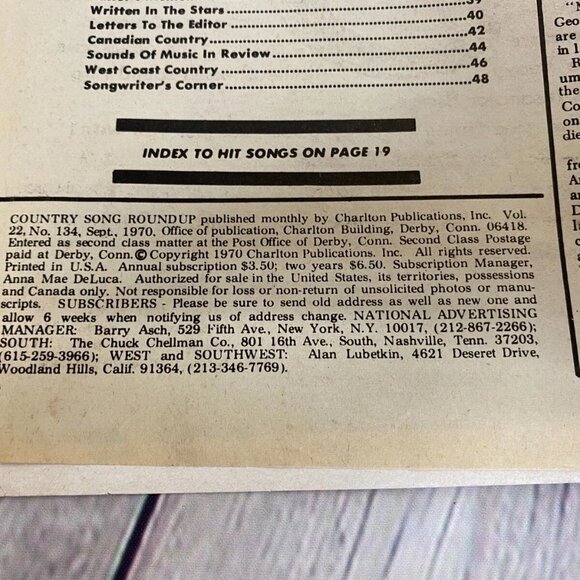 39
Written In The Stars 40
Letters To The Editor 42
Canadian Country 44
Sounds Of Music In Review 46
West Coast Country 48
Songwriter's Corner
INDEX TO HIT SONGS ON PAGE 19
COUNTRY SONG ROUNDUP published monthly by Charlton Publications, Inc. Vol.
22, No. 134, Sept., 1970. Office of publication, Charlton Building, Derby, Conn. 06418.
Entered as second class matter at the Post Office of Derby, Conn. Second Class Postage
paid at Derby, Conn.© Copyright 1970 Charlton Publications, Inc. All rights reserved.
Printed in U.S.A. Annual subscription $3.50; two years $6.50. Subscription Manager,
Anna Mae DeLuca. Authorized for sale in the United States, its territories, possessions
and Canada only. Not responsible for loss or non-return of unsolicited photos or manu-
scripts. SUBSCRIBERS - Please be sure to send old address as well as new one and
allow 6 weeks when notifying us of address change. NATIONAL ADVERTISING
MANAGER: Barry Asch, 529 Fifth Ave., New York, N.Y. 10017, (212-867-2266);
SOUTH: The Chuck Chellman Co., 801 16th Ave., South, Nashville, Tenn. 37203,
(615-259-3966); WEST and SOUTHWEST: Alan Lubetkin, 4621 Deseret Drive,
Woodland Hills, Calif. 91364, (213-346-7769).
Geo
are
in l
R
um
the
Co
on
die
fro
A
an